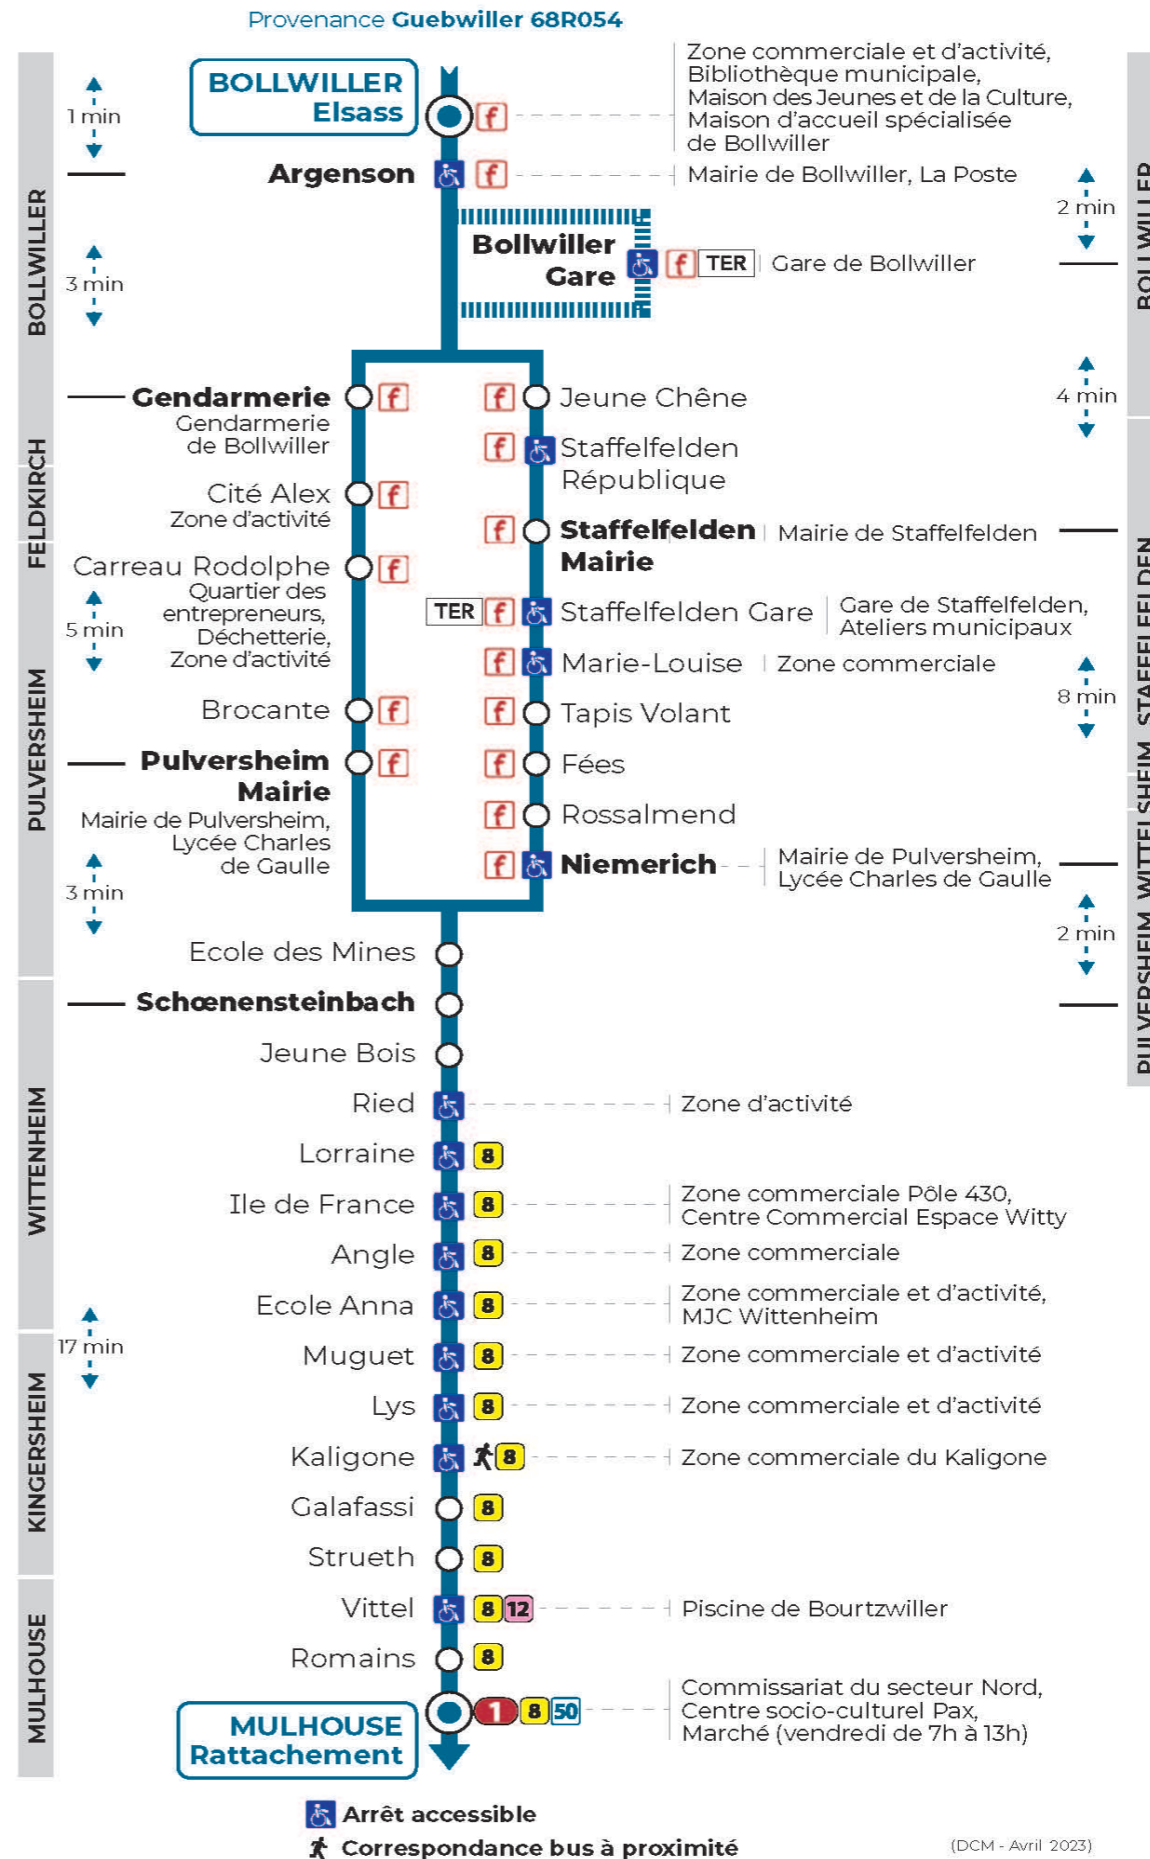 Provenance Guebwiller 68R054
BOLLWILLER
Elsass
f
Zone commerciale et d'activité,
Bibliothèque municipale,
Maison des Jeunes et de la Culture,
Maison d'accueil spécialisée
de Bollwiller
1 min
Argenson
f
Mairie de Bollwiller, La Poste
2 min
BOLLWILLER
BOLLWILLER
Bollwiller
Gare
f TER
Gare de Bollwiller
3 min
Gendarmerie
f
Gendarmerie
de Bollwiller
f
Jeune Chêne
4 min
f
Staffelfelden
République
FELDKIRCH
Cité Alex
f
Zone d'activité
f
Staffelfelden
Mairie
Mairie de Staffelfelden
Carreau Rodolphe
f
Quartier des
entrepreneurs,
Déchetterie,
Zone d'activité
5 min
TER f
Staffelfelden Gare
Gare de Staffelfelden,
Ateliers municipaux
STAFFELFELDEN
f
Marie-Louise
Zone commerciale
8 min
PULVERSHEIM
Brocante
f
f
Tapis Volant
Pulversheim
Mairie
f
Mairie de Pulversheim,
Lycée Charles
de Gaulle
f
Fées
f
Rossalmend
WITTELSHEIM
f
Niemerich
Mairie de Pulversheim,
Lycée Charles de Gaulle
3 min
2 min
PULVERSHEIM
Ecole des Mines
Schœnensteinbach
Jeune Bois
WITTENHEIM
Ried
Zone d'activité
Lorraine
8
Ile de France
8
Zone commerciale Pôle 430,
Centre Commercial Espace Witty
Angle
8
Zone commerciale
Ecole Anna
8
Zone commerciale et d'activité,
MJC Wittenheim
17 min
Muguet
8
Zone commerciale et d'activité
KINGERSHEIM
Lys
8
Zone commerciale et d'activité
Kaligone
8
Zone commerciale du Kaligone
Galafassi
8
Strueth
8
MULHOUSE
Vittel
8 12
Piscine de Bourtzwiller
Romains
8
MULHOUSE
Rattachement
1 8 50
Commissariat du secteur Nord,
Centre socio-culturel Pax,
Marché (vendredi de 7h à 13h)
Arrêt accessible
Correspondance bus à proximité
(DCM - Avril 2023)